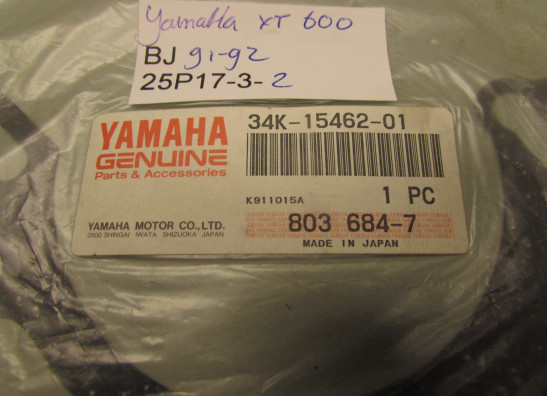 Yamaha XT 600
BJ 91-92
25P17-3-2
YAMAHA
GENUINE
Parts & Accessories
34K-15462-01
K911015A
1 PC
YAMAHA MOTOR CO.,LTD.
2500 SHINGAI IWATA SHIZUOKA JAPAN
803 684-7
MADE IN JAPAN